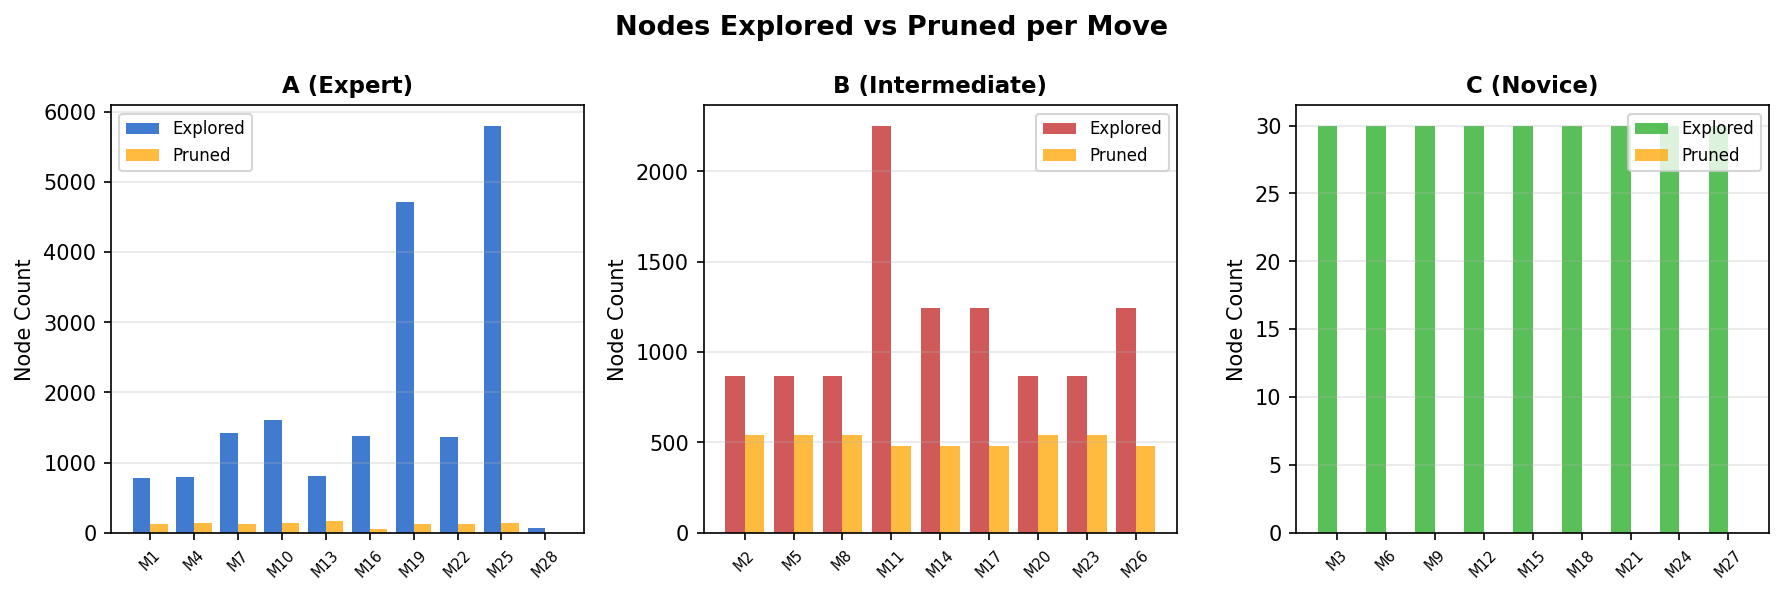 Nodes Explored vs Pruned per Move
A (Expert)
Node Count
6000
5000
4000
3000
2000
1000
0
Explored
Pruned
M1 M4 M7 M10 M13 M16 M19 M22 M25 M28
B (Intermediate)
Node Count
2000
1500
1000
500
0
Explored
Pruned
M2 M5 M8 M11 M14 M17 M20 M23 M26
C (Novice)
Node Count
30
25
20
15
10
5
0
Explored
Pruned
M3 M6 M9 M12 M15 M18 M21 M24 M27